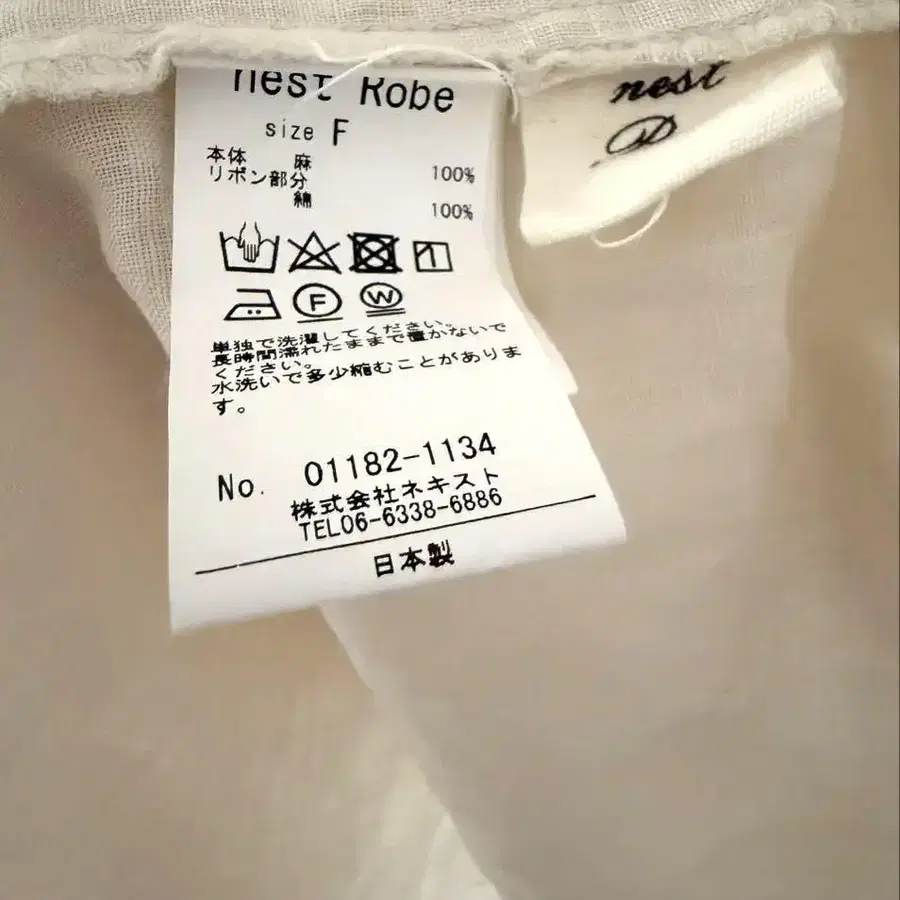 nest Robe
size F
本体 麻
100%
リボン部分
綿
100%
F
W
単独で洗濯してください。
長時間濡れたままで置かないで
ください。
水洗いで多少縮むことがありま
す。
No. 01182-1134
株式会社ネキスト
TEL06-6338-6886
日本製
nest